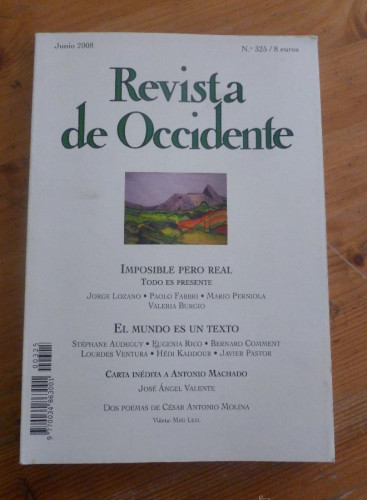 Junio 2008
N.º 325 / 8 euros
Revista
de Occidente
IMPOSIBLE PERO REAL
TODO ES PRESENTE
JORGE LOZANO • PAOLO FABBRI • MARIO PERNIOLA
VALERIA BURGIO
EL MUNDO ES UN TEXTO
STÉPHANE AUDEGUY • EUGENIA RICO • BERNARD COMMENT
LOURDES VENTURA • HÉDI KADDOUR • JAVIER PASTOR
CARTA INÉDITA A ANTONIO MACHADO
JOSÉ ÁNGEL VALENTE
DOS POEMAS DE CÉSAR ANTONIO MOLINA
00325